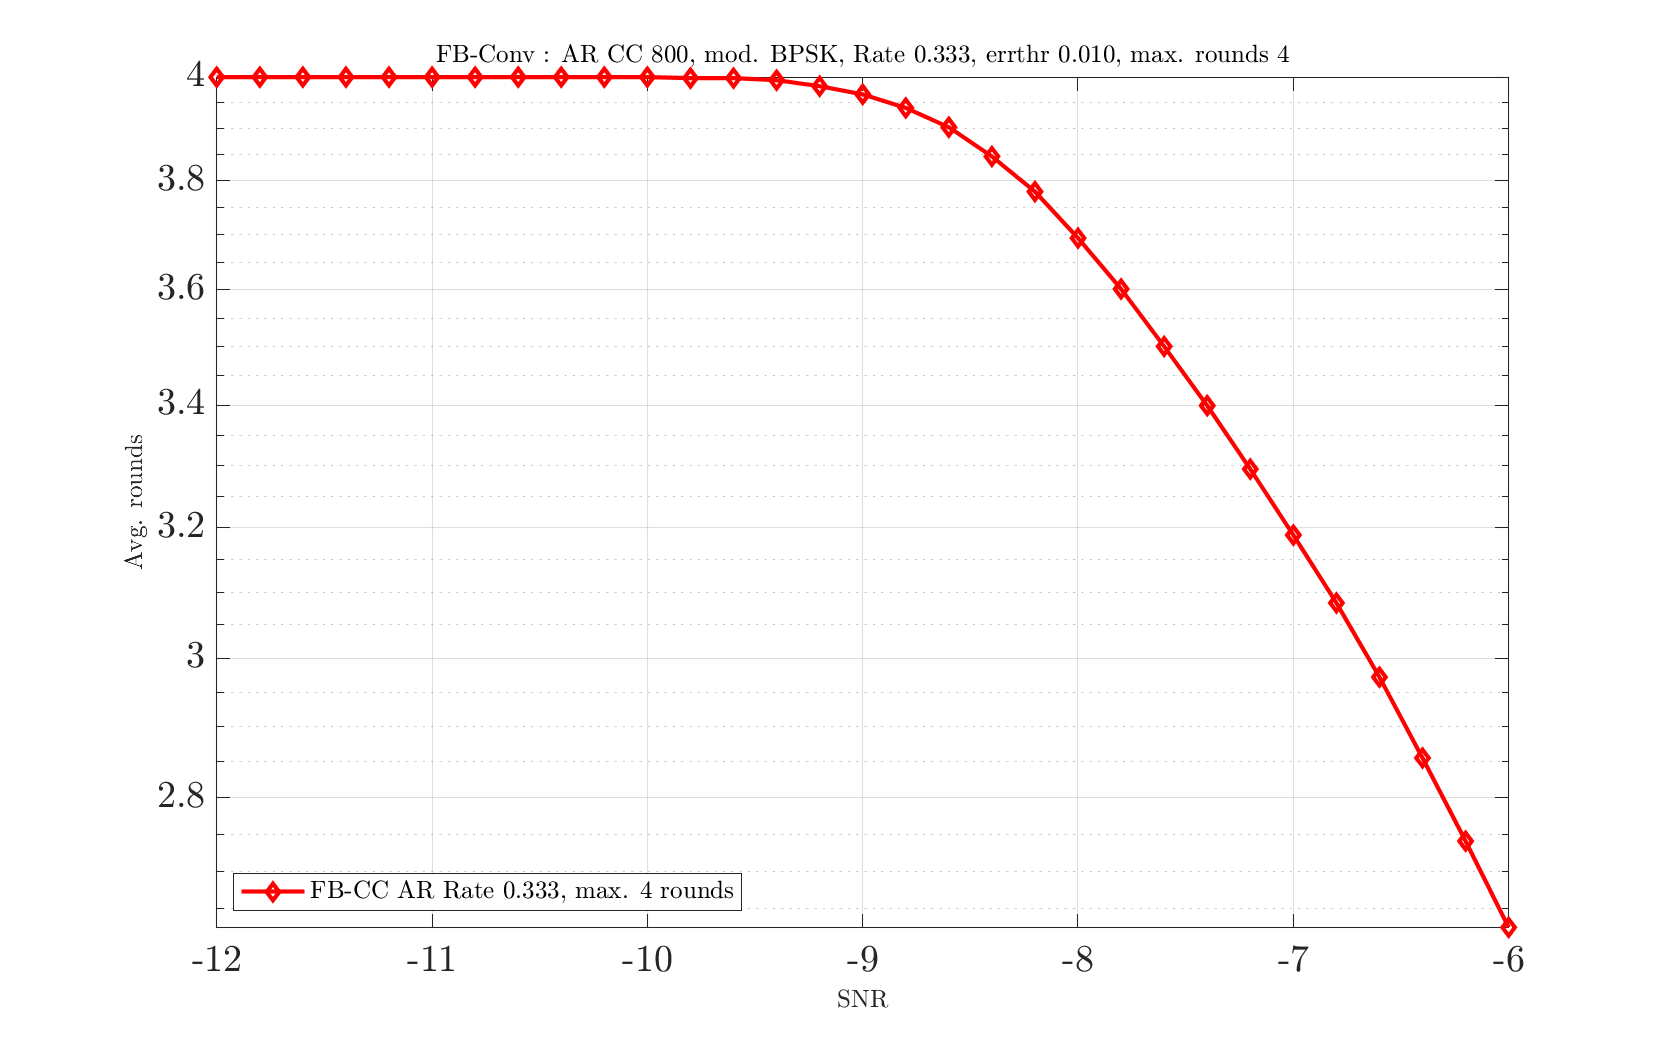 FB-Conv : AR CC 800, mod. BPSK, Rate 0.333, errthr 0.010, max. rounds 4
4
3.8
3.6
3.4
3.2
3
2.8
Avg. rounds
FB-CC AR Rate 0.333, max. 4 rounds
-12 -11 -10 -9 -8 -7 -6
SNR